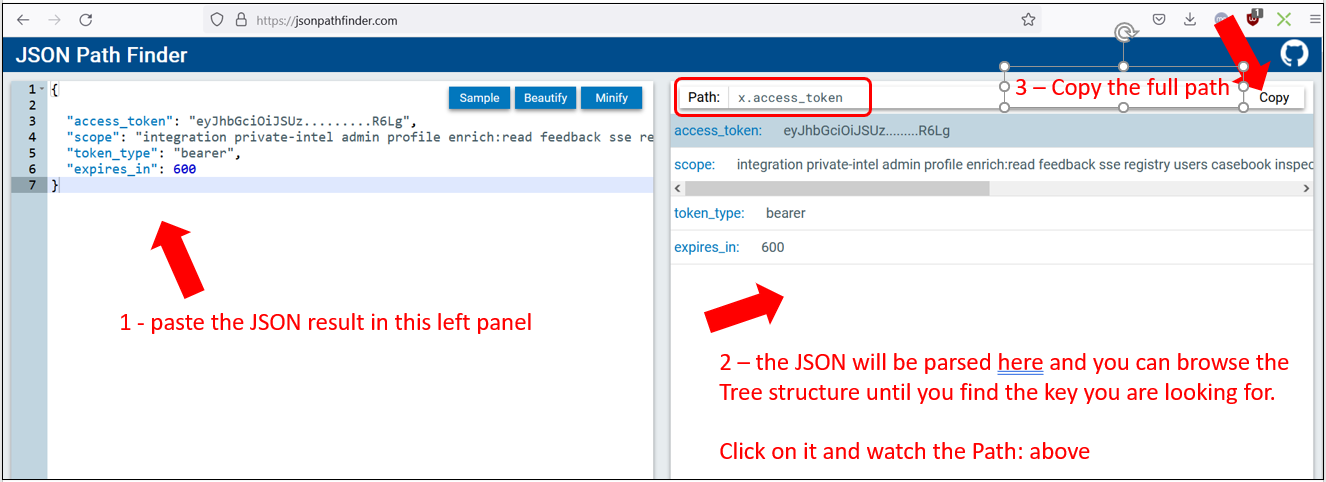 https://jsonpathfinder.com
1
JSON Path Finder
Sample Beautify Minify
1 {
2
3 "access_token": "eyJhbGciOiJSUz.........R6Lg",
4 "scope": "integration private-intel admin profile enrich:read feedback sse re
5 "token_type": "bearer",
6 "expires_in": 600
7 }
1 - paste the JSON result in this left panel
Path: x.access_token
3 – Copy the full path
Copy
access_token: eyJhbGciOiJSUz.........R6Lg
scope: integration private-intel admin profile enrich:read feedback sse registry users casebook inspec
token_type: bearer
expires_in: 600
2 – the JSON will be parsed here and you can browse the
Tree structure until you find the key you are looking for.
Click on it and watch the Path: above